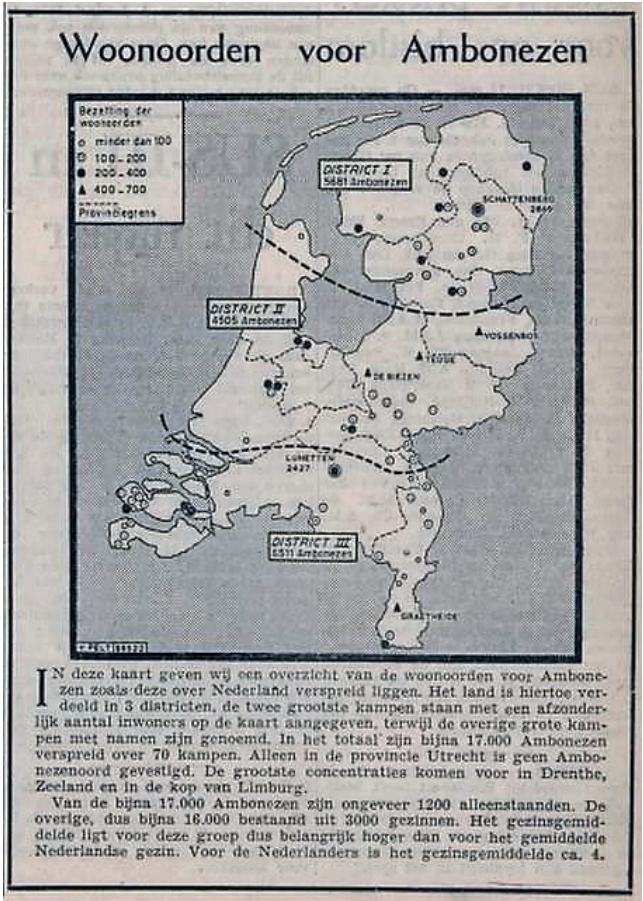 Woonoorden voor Ambonezen
Bezetting der
woonoorden
minder dan 100
100-200
200-400
400-700
Provinciegrens
DISTRICT I
5681 Ambonezen
SCHATTENBERG
DISTRICT II
4505 Ambonezen
VOSSENBOS
TEUGE
DE BIEZEN
LUNETTEN
2427
DISTRICT III
6511 Ambonezen
GRAETHEIDE
IN deze kaart geven wij een overzicht van de woonoorden voor Ambone-
zen zoals deze over Nederland verspreid liggen. Het land is hiertoe ver-
deeld in 3 districten, de twee grootste kampen staan met een afzonder-
lijk aantal inwoners op de kaart aangegeven, terwijl de overige grote kam-
pen met namen zijn genoemd. In het totaal zijn bijna 17.000 Ambonezen
verspreid over 70 kampen. Alleen in de provincie Utrecht is geen Ambo-
nezenoord gevestigd. De grootste concentraties komen voor in Drenthe,
Zeeland en in de kop van Limburg.
Van de bijna 17.000 Ambonezen zijn ongeveer 1200 alleenstaanden. De
overige, dus bijna 16.000 bestaand uit 3000 gezinnen. Het gezinsgemid-
delde ligt voor deze groep dus belangrijk hoger dan voor het gemiddelde
Nederlandse gezin. Voor de Nederlanders is het gezinsgemiddelde ca. 4.